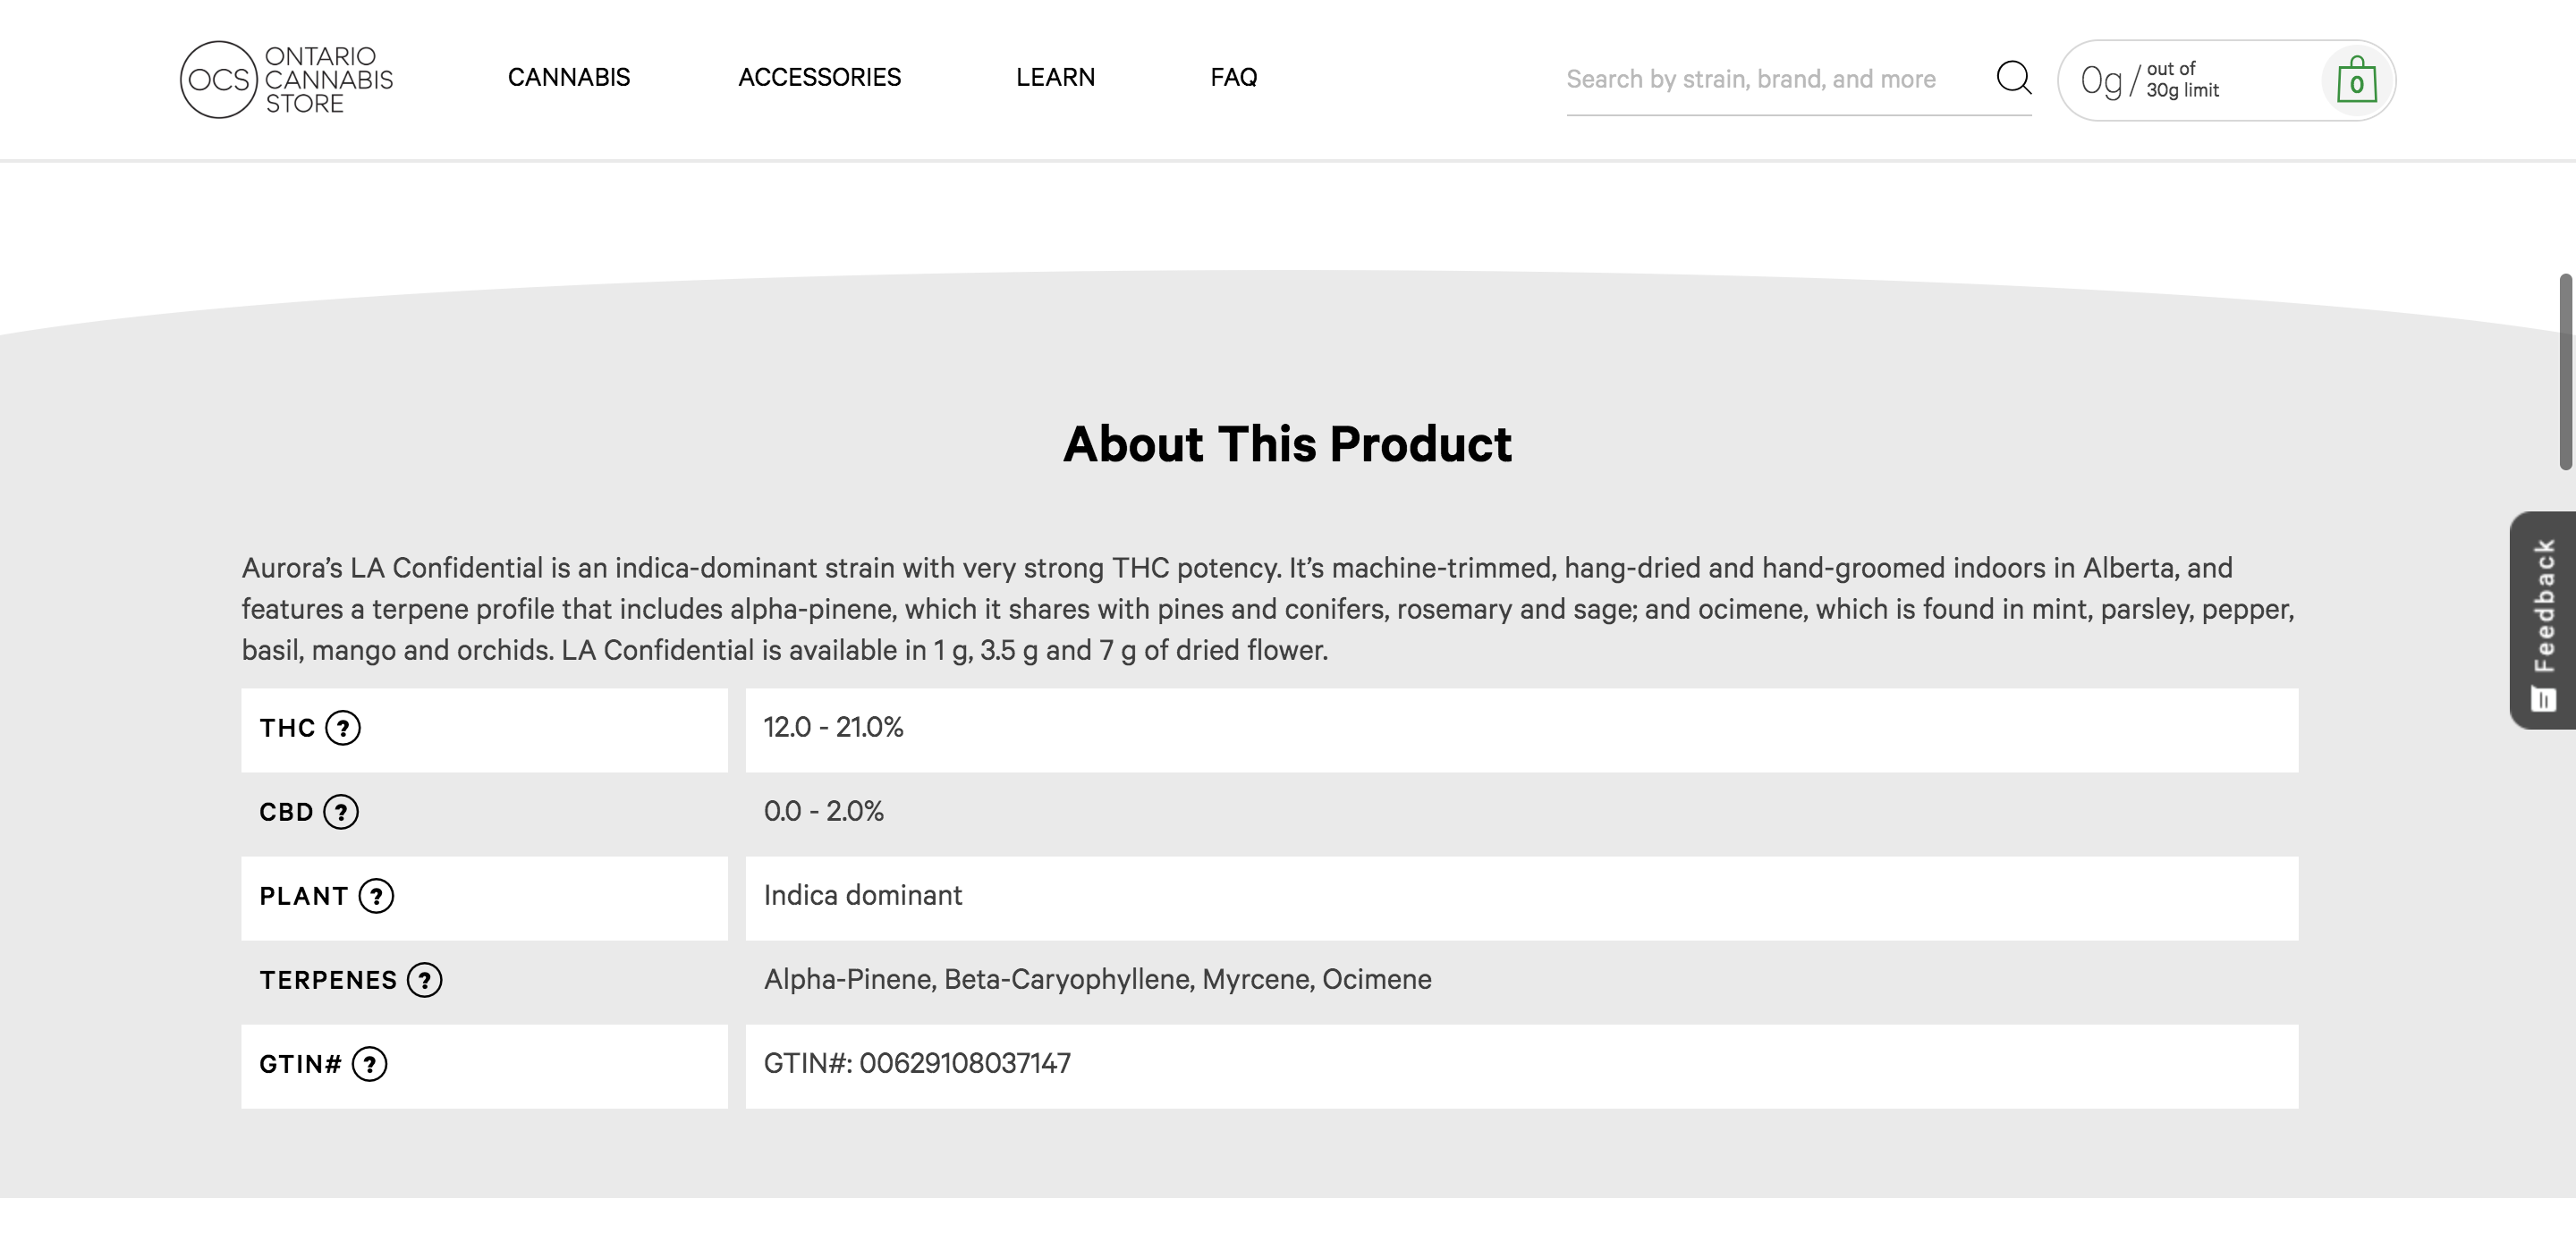 OCS
ONTARIO
CANNABIS
STORE
CANNABIS
ACCESSORIES
LEARN
FAQ
Search by strain, brand, and more
0g/
out of
30g limit
0
About This Product
Aurora’s LA Confidential is an indica-dominant strain with very strong THC potency. It’s machine-trimmed, hang-dried and hand-groomed indoors in Alberta, and
features a terpene profile that includes alpha-pinene, which it shares with pines and conifers, rosemary and sage; and ocimene, which is found in mint, parsley, pepper,
basil, mango and orchids. LA Confidential is available in 1 g, 3.5 g and 7 g of dried flower.
THC ? 12.0 - 21.0%
CBD ? 0.0 - 2.0%
PLANT ? Indica dominant
TERPENES ? Alpha-Pinene, Beta-Caryophyllene, Myrcene, Ocimene
GTIN# ? GTIN#: 00629108037147
Feedback